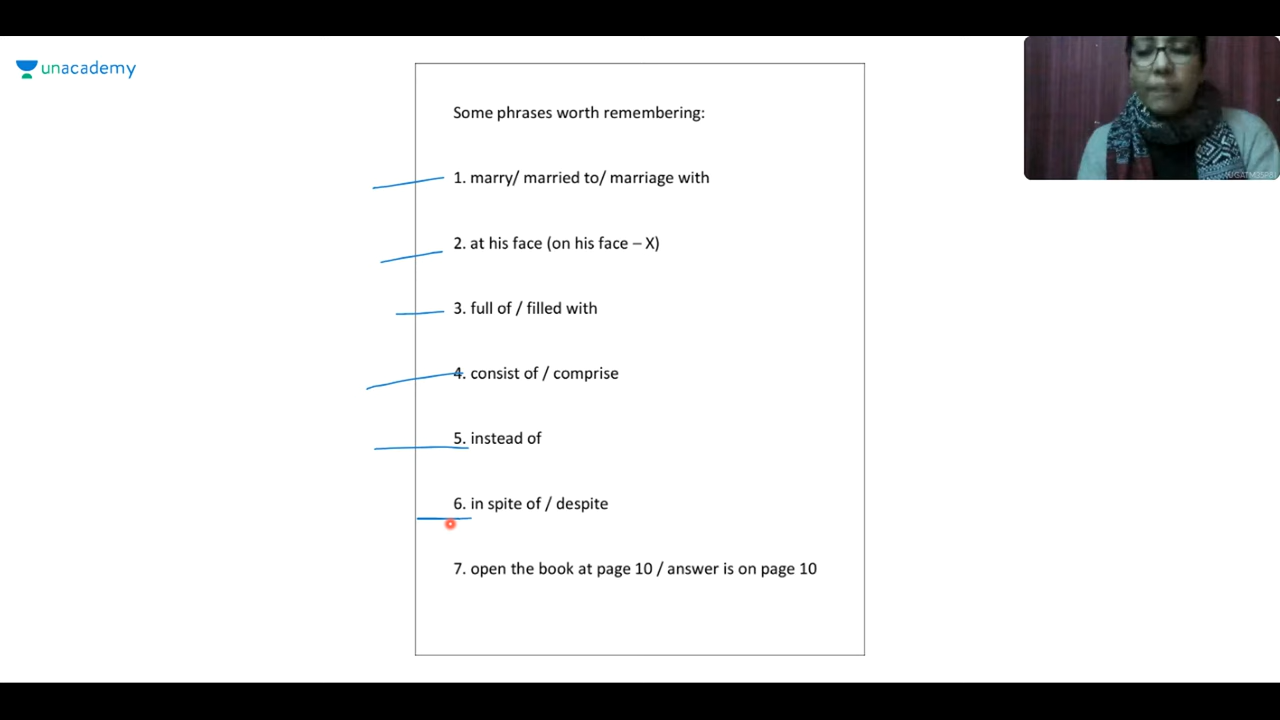 unacademy
Some phrases worth remembering:
1. marry/ married to/ marriage with
2. at his face (on his face – X)
3. full of / filled with
4. consist of / comprise
5. instead of
6. in spite of / despite
7. open the book at page 10 / answer is on page 10